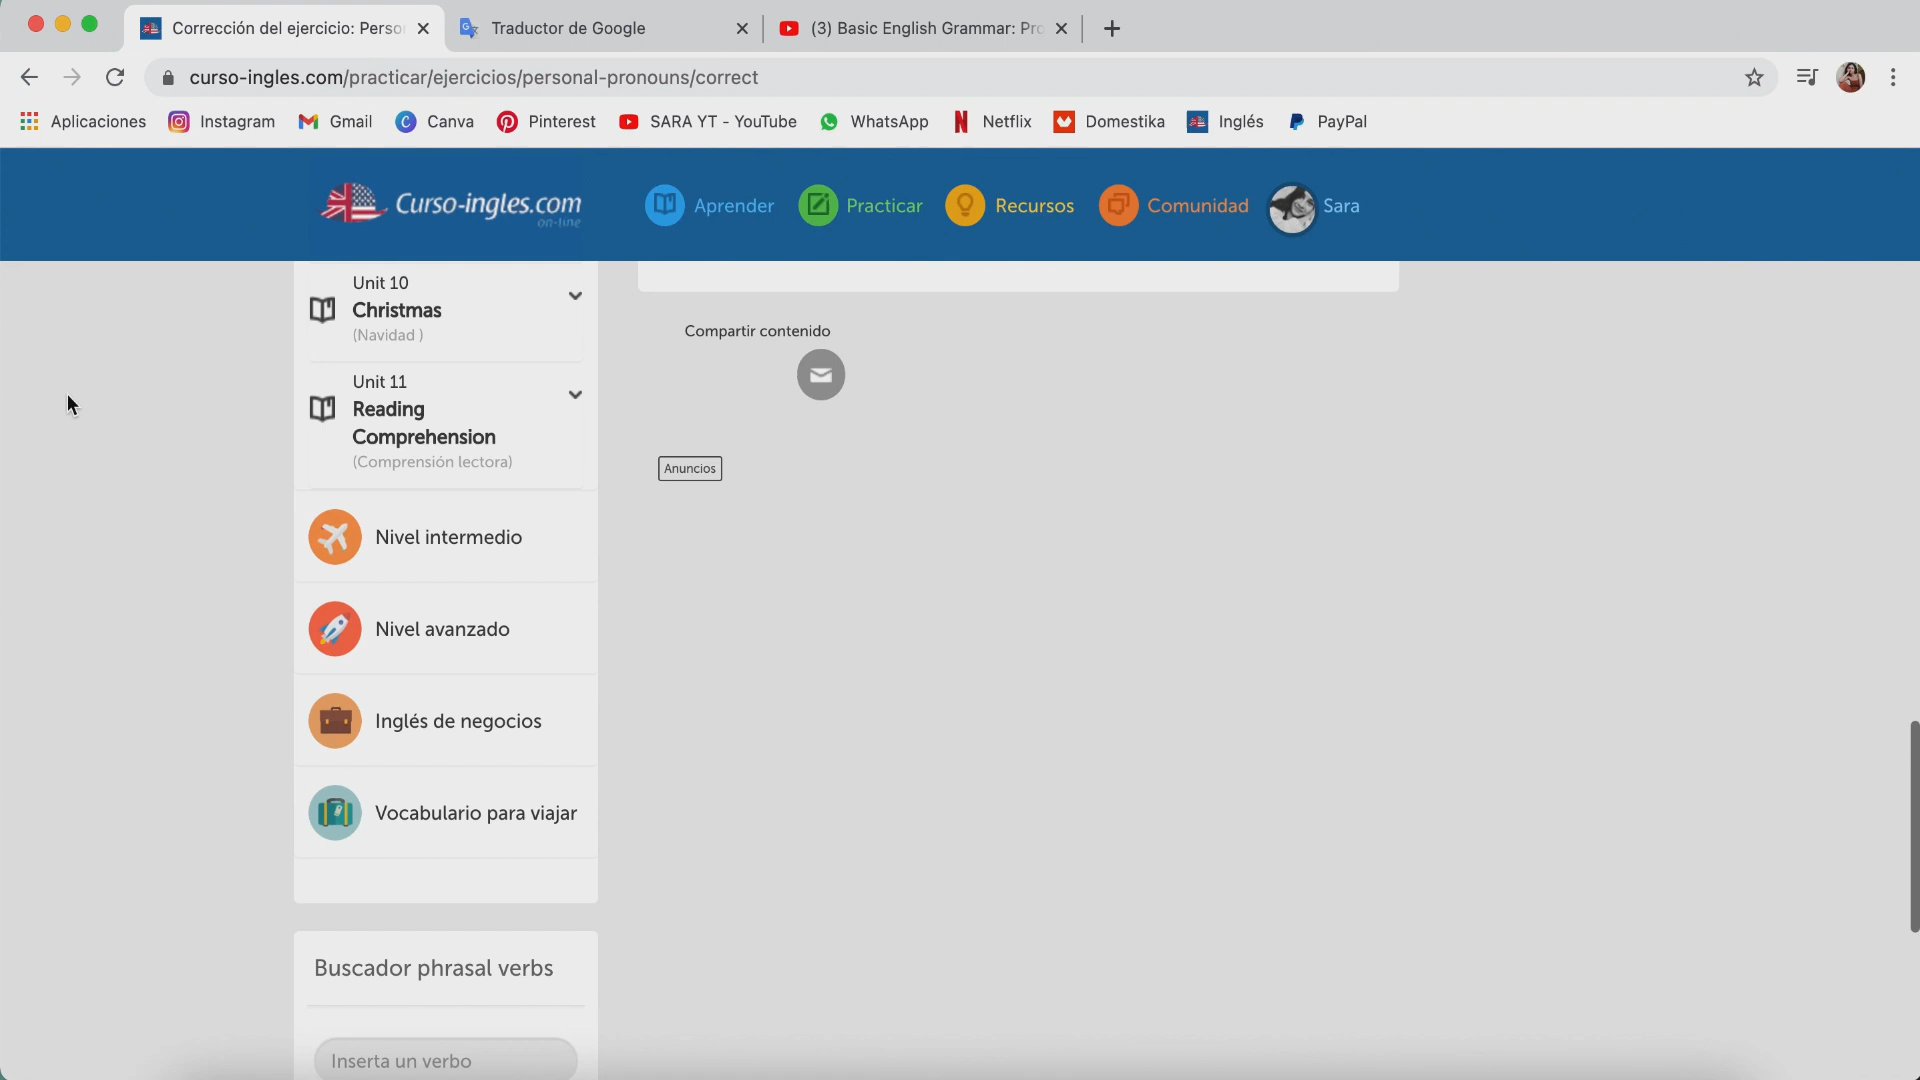 Corrección del ejercicio: Perso
Traductor de Google
(3) Basic English Grammar: Pro
curso-ingles.com/practicar/ejercicios/personal-pronouns/correct
Aplicaciones
Instagram
Gmail
Canva
Pinterest
SARA YT - YouTube
WhatsApp
Netflix
Domestika
Inglés
PayPal
Curso-ingles.com
on-line
Aprender
Practicar
Recursos
Comunidad
Sara
Unit 10
Christmas
(Navidad )
Unit 11
Reading
Comprehension
(Comprensión lectora)
Nivel intermedio
Nivel avanzado
Inglés de negocios
Vocabulario para viajar
Buscador phrasal verbs
Inserta un verbo
Compartir contenido
Anuncios